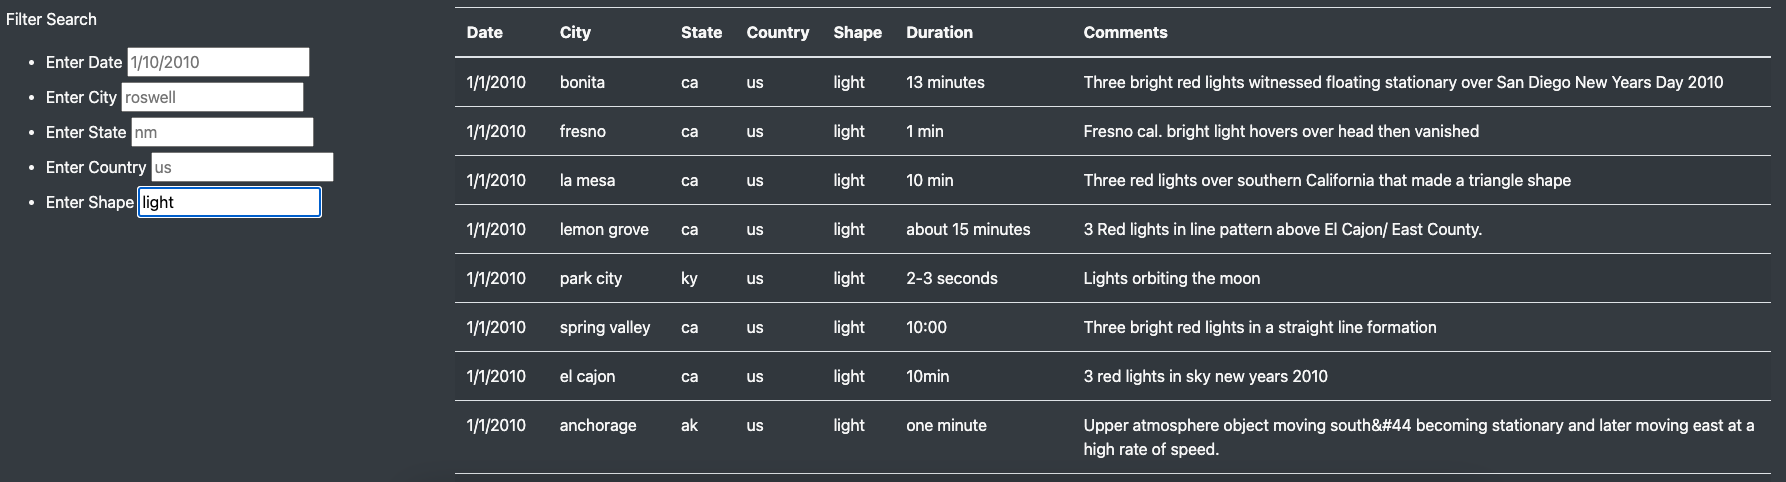 Filter Search
Enter Date 1/10/2010
Enter City roswell
Enter State nm
Enter Country us
Enter Shape light
Date City State Country Shape Duration Comments
1/1/2010 bonita ca us light 13 minutes Three bright red lights witnessed floating stationary over San Diego New Years Day 2010
1/1/2010 fresno ca us light 1 min Fresno cal. bright light hovers over head then vanished
1/1/2010 la mesa ca us light 10 min Three red lights over southern California that made a triangle shape
1/1/2010 lemon grove ca us light about 15 minutes 3 Red lights in line pattern above El Cajon/ East County.
1/1/2010 park city ky us light 2-3 seconds Lights orbiting the moon
1/1/2010 spring valley ca us light 10:00 Three bright red lights in a straight line formation
1/1/2010 el cajon ca us light 10min 3 red lights in sky new years 2010
1/1/2010 anchorage ak us light one minute Upper atmosphere object moving south&#44 becoming stationary and later moving east at a
high rate of speed.